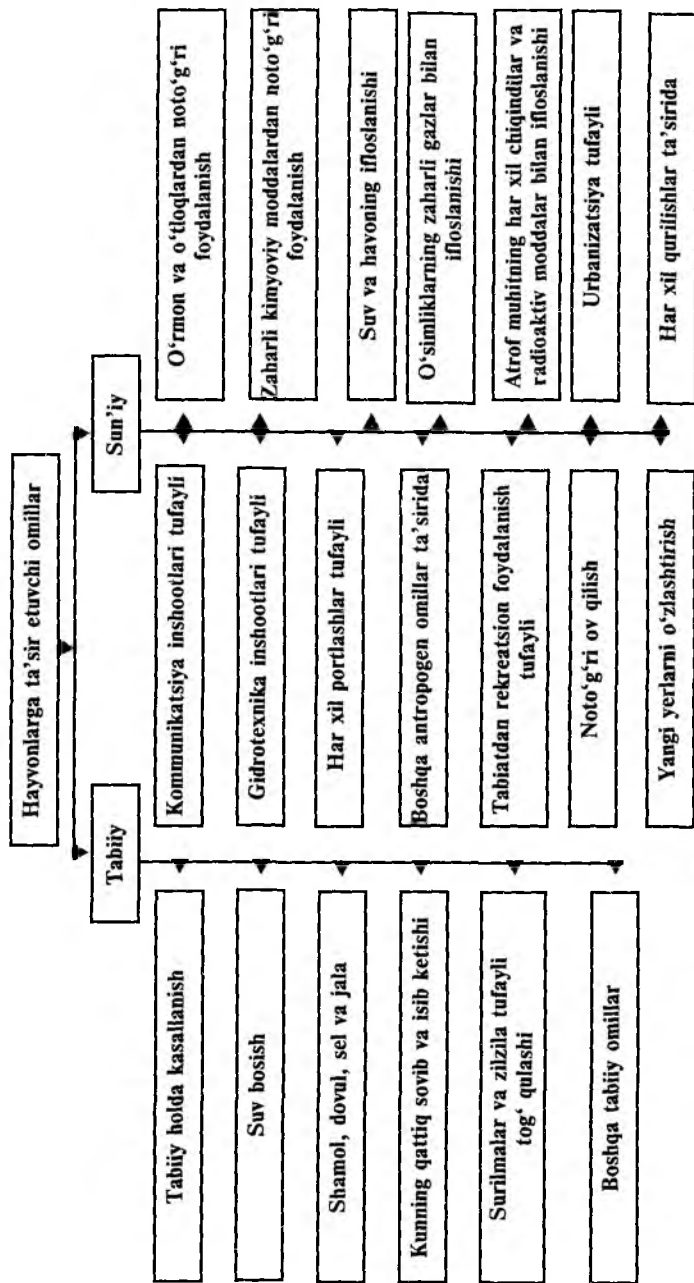 Hayvonlarga ta'sir etuvchi omillar
Tabiiy
Tabiiy holda kasallanish
Suv bosish
Shamol, dovul, sel va jala
Kunning qattiq sovib va isib ketishi
Surilmalar va zilzila tufayli
tog‘ qulashi
Boshqa tabiiy omillar
Sun'iy
Kommunikatsiya inshootlari tufayli
Gidrotexnika inshootlari tufayli
Har xil portlashlar tufayli
Boshqa antropogen omillar ta'sirida
Tabiatdan rekreatsion foydalanish
tufayli
Noto‘g‘ri ov qilish
Yangi yerlarni o‘zlashtirish
O‘rmon va o‘tloqlardan noto‘g‘ri
foydalanish
Zaharli kimyoviy moddalardan noto‘g‘ri
foydalanish
Suv va havoning ifloslanishi
O‘simliklarning zaharli gazlar bilan
ifloslanishi
Atrof muhitning har xil chiqindilar va
radioaktiv moddalar bilan ifloslanishi
Urbanizatsiya tufayli
Har xil qurilishlar ta'sirida